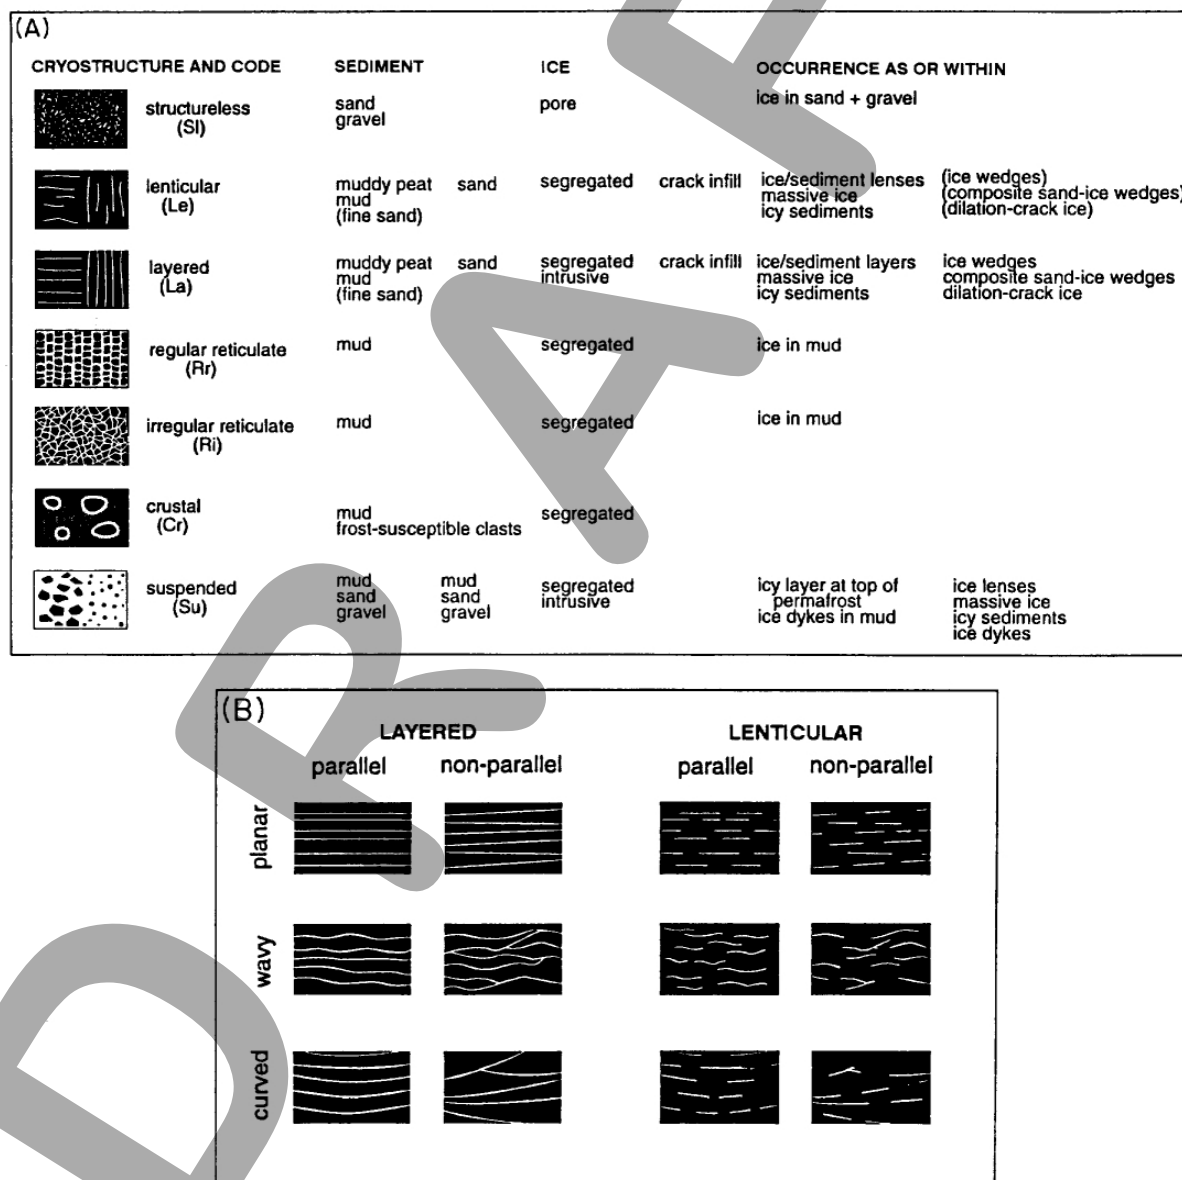 (A)
CRYOSTRUCTURE AND CODE SEDIMENT ICE OCCURRENCE AS OR WITHIN
structureless sand pore ice in sand + gravel
(Sl) gravel
lenticular muddy peat sand segregated crack infill ice/sediment lenses (ice wedges)
(Le) mud massive ice (composite sand-ice wedges)
(fine sand) icy sediments (dilation-crack ice)
layered muddy peat sand segregated crack infill ice/sediment layers ice wedges
(La) mud intrusive massive ice composite sand-ice wedges
(fine sand) icy sediments dilation-crack ice
regular reticulate mud segregated ice in mud
(Rr)
irregular reticulate mud segregated ice in mud
(Ri)
crustal mud segregated
(Cr) frost-susceptible clasts
suspended mud mud segregated icy layer at top of ice lenses
(Su) sand sand intrusive permafrost massive ice
gravel gravel ice dykes in mud icy sediments
ice dykes
(B)
LAYERED LENTICULAR
parallel non-parallel parallel non-parallel
planar
wavy
curved
DRAF